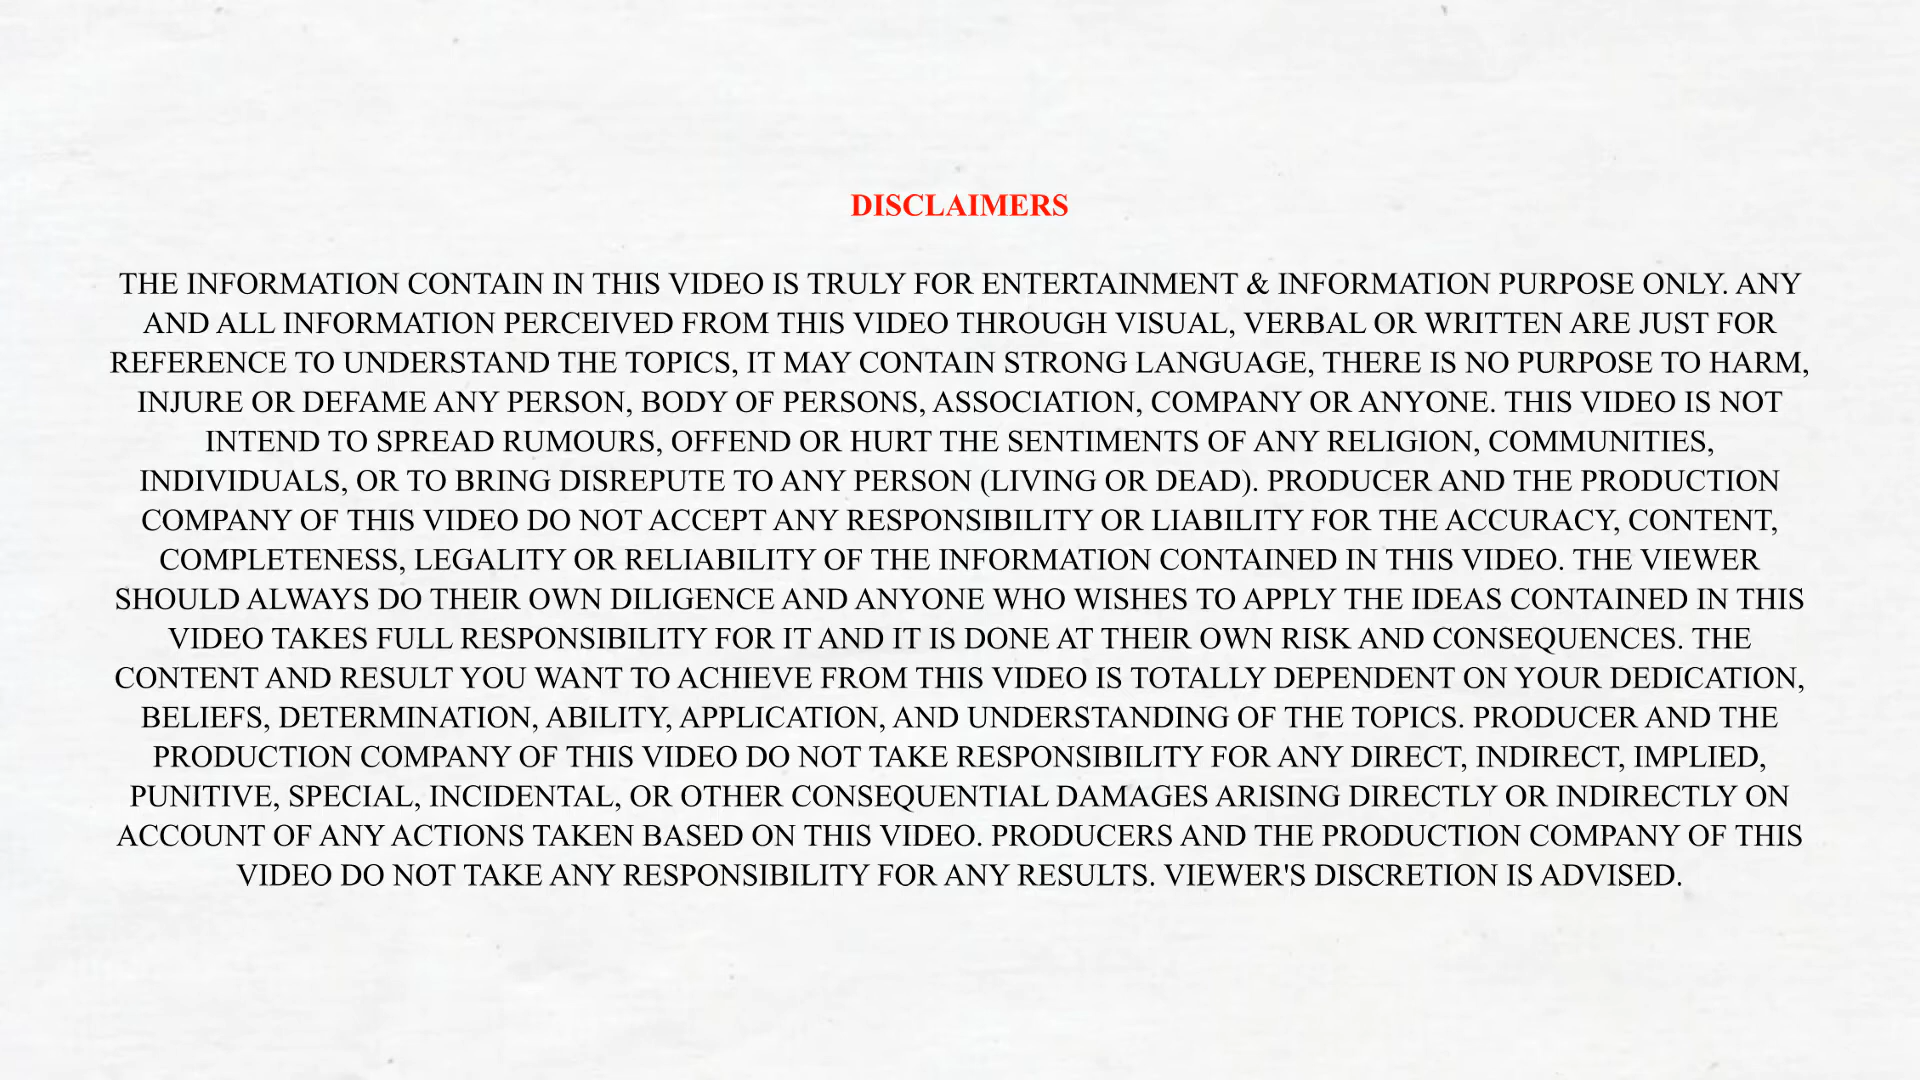 DISCLAIMERS
THE INFORMATION CONTAIN IN THIS VIDEO IS TRULY FOR ENTERTAINMENT & INFORMATION PURPOSE ONLY. ANY
AND ALL INFORMATION PERCEIVED FROM THIS VIDEO THROUGH VISUAL, VERBAL OR WRITTEN ARE JUST FOR
REFERENCE TO UNDERSTAND THE TOPICS, IT MAY CONTAIN STRONG LANGUAGE, THERE IS NO PURPOSE TO HARM,
INJURE OR DEFAME ANY PERSON, BODY OF PERSONS, ASSOCIATION, COMPANY OR ANYONE. THIS VIDEO IS NOT
INTEND TO SPREAD RUMOURS, OFFEND OR HURT THE SENTIMENTS OF ANY RELIGION, COMMUNITIES,
INDIVIDUALS, OR TO BRING DISREPUTE TO ANY PERSON (LIVING OR DEAD). PRODUCER AND THE PRODUCTION
COMPANY OF THIS VIDEO DO NOT ACCEPT ANY RESPONSIBILITY OR LIABILITY FOR THE ACCURACY, CONTENT,
COMPLETENESS, LEGALITY OR RELIABILITY OF THE INFORMATION CONTAINED IN THIS VIDEO. THE VIEWER
SHOULD ALWAYS DO THEIR OWN DILIGENCE AND ANYONE WHO WISHES TO APPLY THE IDEAS CONTAINED IN THIS
VIDEO TAKES FULL RESPONSIBILITY FOR IT AND IT IS DONE AT THEIR OWN RISK AND CONSEQUENCES. THE
CONTENT AND RESULT YOU WANT TO ACHIEVE FROM THIS VIDEO IS TOTALLY DEPENDENT ON YOUR DEDICATION,
BELIEFS, DETERMINATION, ABILITY, APPLICATION, AND UNDERSTANDING OF THE TOPICS. PRODUCER AND THE
PRODUCTION COMPANY OF THIS VIDEO DO NOT TAKE RESPONSIBILITY FOR ANY DIRECT, INDIRECT, IMPLIED,
PUNITIVE, SPECIAL, INCIDENTAL, OR OTHER CONSEQUENTIAL DAMAGES ARISING DIRECTLY OR INDIRECTLY ON
ACCOUNT OF ANY ACTIONS TAKEN BASED ON THIS VIDEO. PRODUCERS AND THE PRODUCTION COMPANY OF THIS
VIDEO DO NOT TAKE ANY RESPONSIBILITY FOR ANY RESULTS. VIEWER'S DISCRETION IS ADVISED.